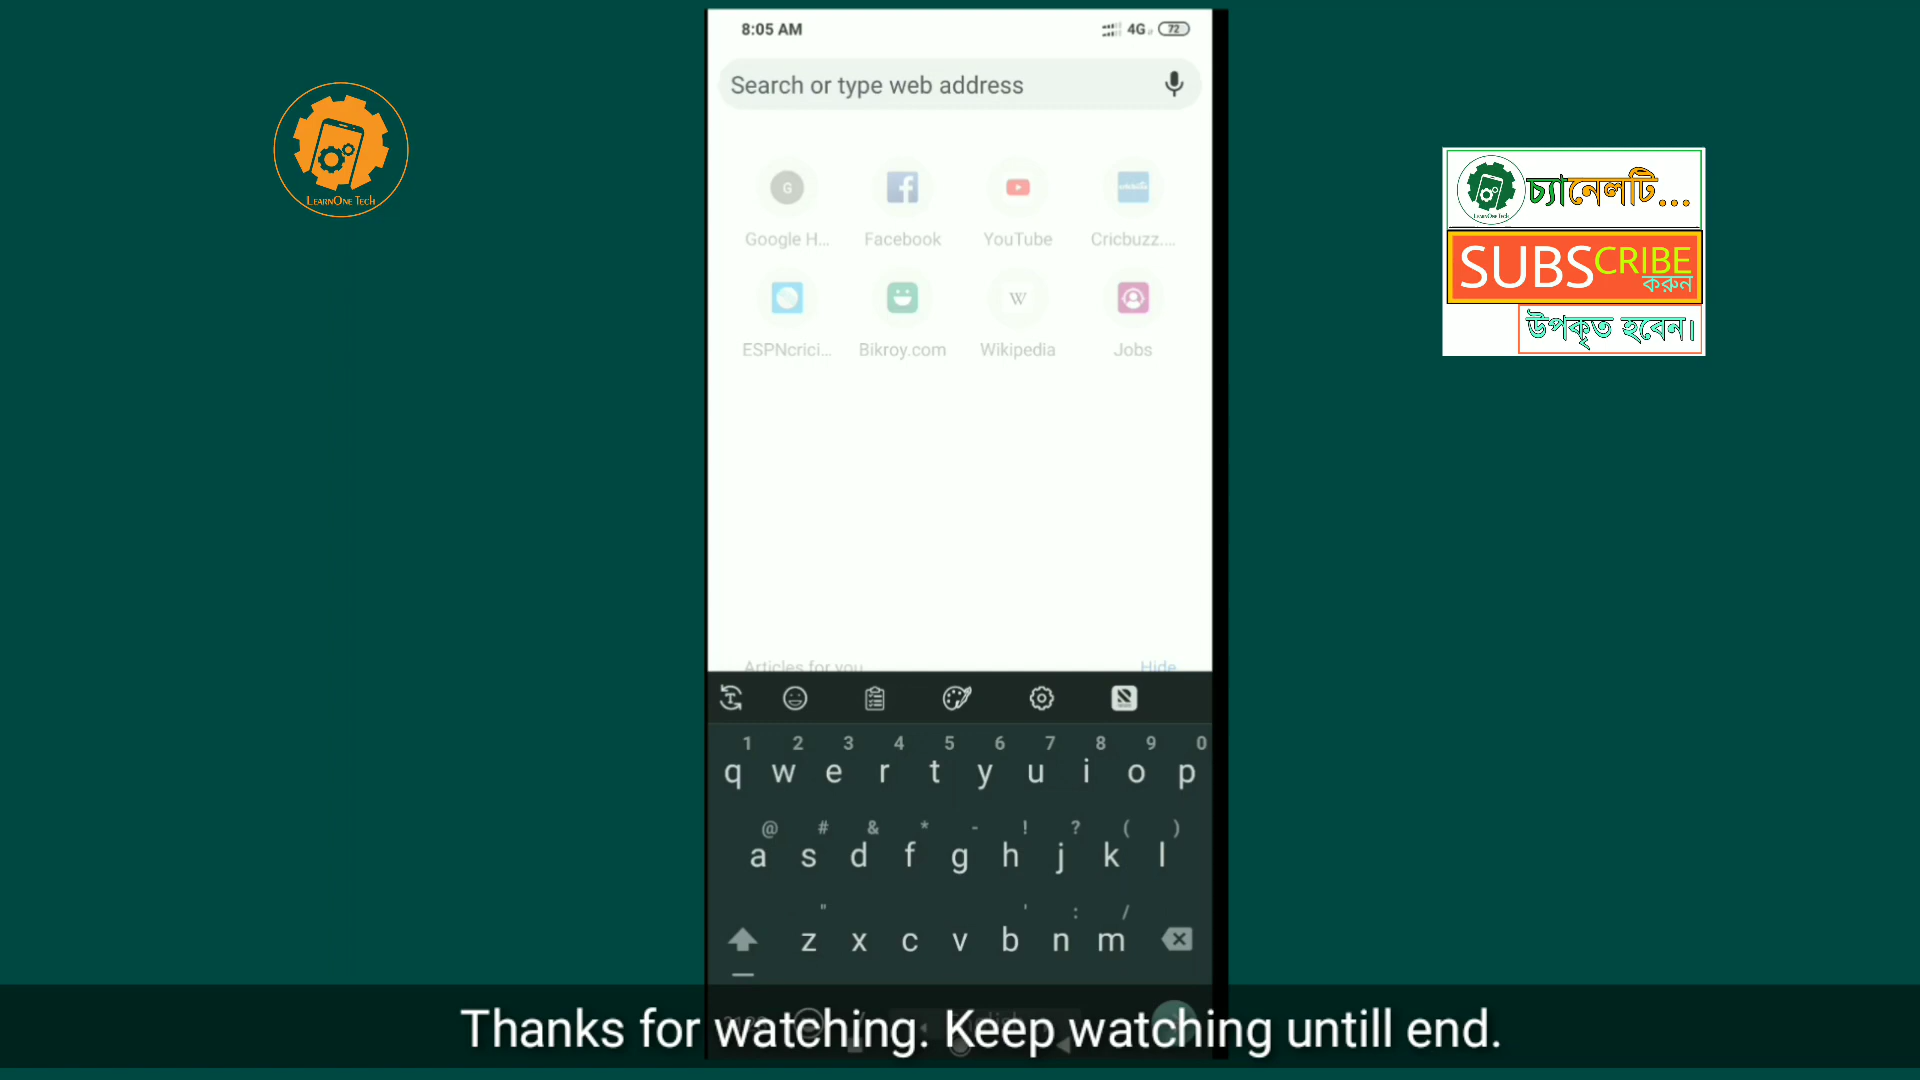 8:05 AM
4G 72
Search or type web address
LEARNONE TECH
G
Google H...
Facebook
YouTube
Cricbuzz....
W
ESPNcrici...
Bikroy.com
Wikipedia
Jobs
LEARNONE TECH
চ্যানেলটি...
SUBSCRIBE
করুন
উপকৃত হবেন।
Articles for you
Hide
1 2 3 4 5 6 7 8 9 0
q w e r t y u i o p
@ # & * - ! ? ( )
a s d f g h j k l
" ' : /
z x c v b n m
Thanks for watching. Keep watching untill end.